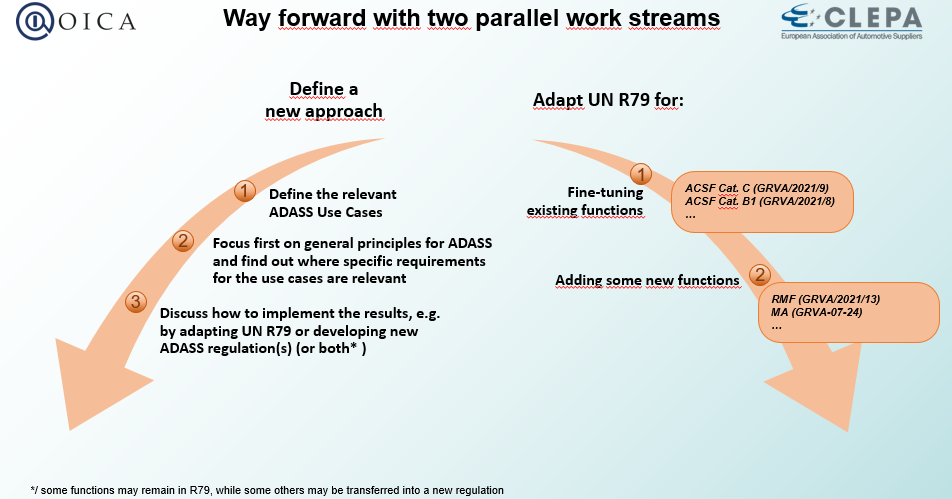 OICA
Way forward with two parallel work streams
CLEPA
European Association of Automotive Suppliers
Define a
new approach
1
Define the relevant
ADASS Use Cases
2
Focus first on general principles for ADASS
and find out where specific requirements
for the use cases are relevant
3
Discuss how to implement the results, e.g.
by adapting UN R79 or developing new
ADASS regulation(s) (or both* )
Adapt UN R79 for:
1
Fine-tuning
existing functions
ACSF Cat. C (GRVA/2021/9)
ACSF Cat. B1 (GRVA/2021/8)
...
2
Adding some new functions
RMF (GRVA/2021/13)
MA (GRVA-07-24)
...
*/ some functions may remain in R79, while some others may be transferred into a new regulation